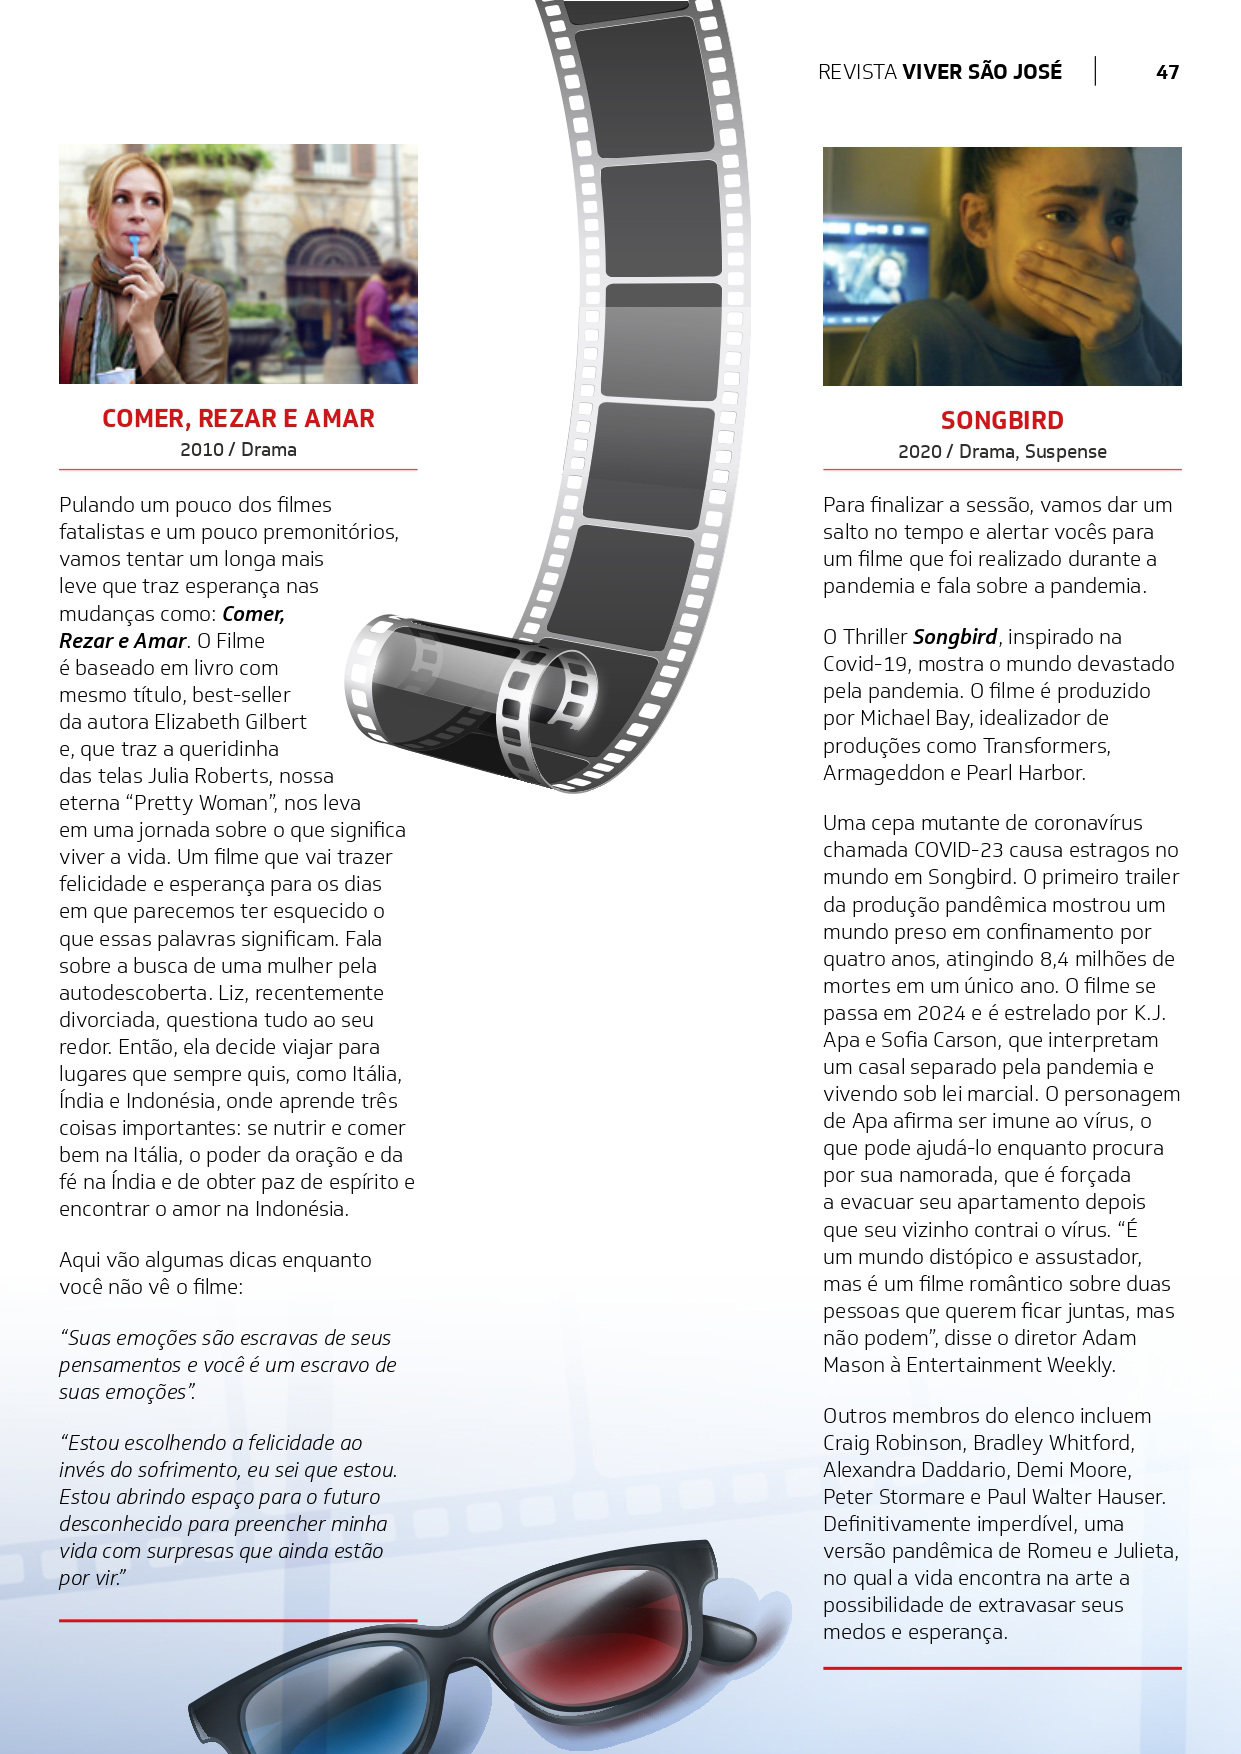 REVISTA VIVER SÃO JOSÉ | 47
COMER, REZAR E AMAR
2010 / Drama
Pulando um pouco dos filmes
fatalistas e um pouco premonitórios,
vamos tentar um longa mais
leve que traz esperança nas
mudanças como: Comer,
Rezar e Amar. O Filme
é baseado em livro com
mesmo título, best-seller
da autora Elizabeth Gilbert
e, que traz a queridinha
das telas Julia Roberts, nossa
eterna “Pretty Woman”, nos leva
em uma jornada sobre o que significa
viver a vida. Um filme que vai trazer
felicidade e esperança para os dias
em que parecemos ter esquecido o
que essas palavras significam. Fala
sobre a busca de uma mulher pela
autodescoberta. Liz, recentemente
divorciada, questiona tudo ao seu
redor. Então, ela decide viajar para
lugares que sempre quis, como Itália,
Índia e Indonésia, onde aprende três
coisas importantes: se nutrir e comer
bem na Itália, o poder da oração e da
fé na Índia e de obter paz de espírito e
encontrar o amor na Indonésia.
Aqui vão algumas dicas enquanto
você não vê o filme:
“Suas emoções são escravas de seus
pensamentos e você é um escravo de
suas emoções”.
“Estou escolhendo a felicidade ao
invés do sofrimento, eu sei que estou.
Estou abrindo espaço para o futuro
desconhecido para preencher minha
vida com surpresas que ainda estão
por vir.”
SONGBIRD
2020 / Drama, Suspense
Para finalizar a sessão, vamos dar um
salto no tempo e alertar vocês para
um filme que foi realizado durante a
pandemia e fala sobre a pandemia.
O Thriller Songbird, inspirado na
Covid-19, mostra o mundo devastado
pela pandemia. O filme é produzido
por Michael Bay, idealizador de
produções como Transformers,
Armageddon e Pearl Harbor.
Uma cepa mutante de coronavírus
chamada COVID-23 causa estragos no
mundo em Songbird. O primeiro trailer
da produção pandêmica mostrou um
mundo preso em confinamento por
quatro anos, atingindo 8,4 milhões de
mortes em um único ano. O filme se
passa em 2024 e é estrelado por K.J.
Apa e Sofia Carson, que interpretam
um casal separado pela pandemia e
vivendo sob lei marcial. O personagem
de Apa afirma ser imune ao vírus, o
que pode ajudá-lo enquanto procura
por sua namorada, que é forçada
a evacuar seu apartamento depois
que seu vizinho contrai o vírus. “É
um mundo distópico e assustador,
mas é um filme romântico sobre duas
pessoas que querem ficar juntas, mas
não podem”, disse o diretor Adam
Mason à Entertainment Weekly.
Outros membros do elenco incluem
Craig Robinson, Bradley Whitford,
Alexandra Daddario, Demi Moore,
Peter Stormare e Paul Walter Hauser.
Definitivamente imperdível, uma
versão pandêmica de Romeu e Julieta,
no qual a vida encontra na arte a
possibilidade de extravasar seus
medos e esperança.